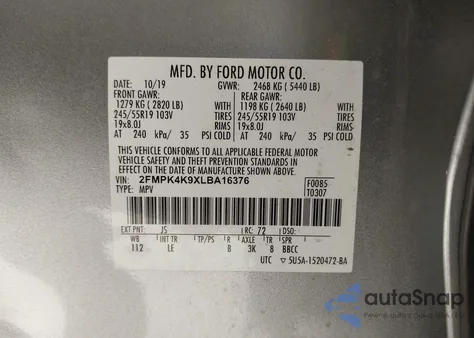 MFD. BY FORD MOTOR CO.
DATE: 10/19 GVWR: 2468 KG ( 5440 LB)
FRONT GAWR: REAR GAWR:
1279 KG ( 2820 LB) WITH 1198 KG ( 2640 LB) WITH
245/55R19 103V TIRES 245/55R19 103V TIRES
19x8.0J RIMS 19x8.0J RIMS
AT 240 kPa/ 35 PSI COLD AT 240 kPa/ 35 PSI COLD
THIS VEHICLE CONFORMS TO ALL APPLICABLE FEDERAL MOTOR
VEHICLE SAFETY AND THEFT PREVENTION STANDARDS IN EFFECT
ON THE DATE OF MANUFACTURE SHOWN ABOVE.
VIN: 2FMPK4K9XLBA16376 F0085
TYPE: MPV T0307
EXT PNT: JS RC: 72 DSO:
WB INT TR TP/PS R AXLE TR SPR
112 LE B 3K 8 BBCC
UTC 5U5A-1520472-BA
autoSnap